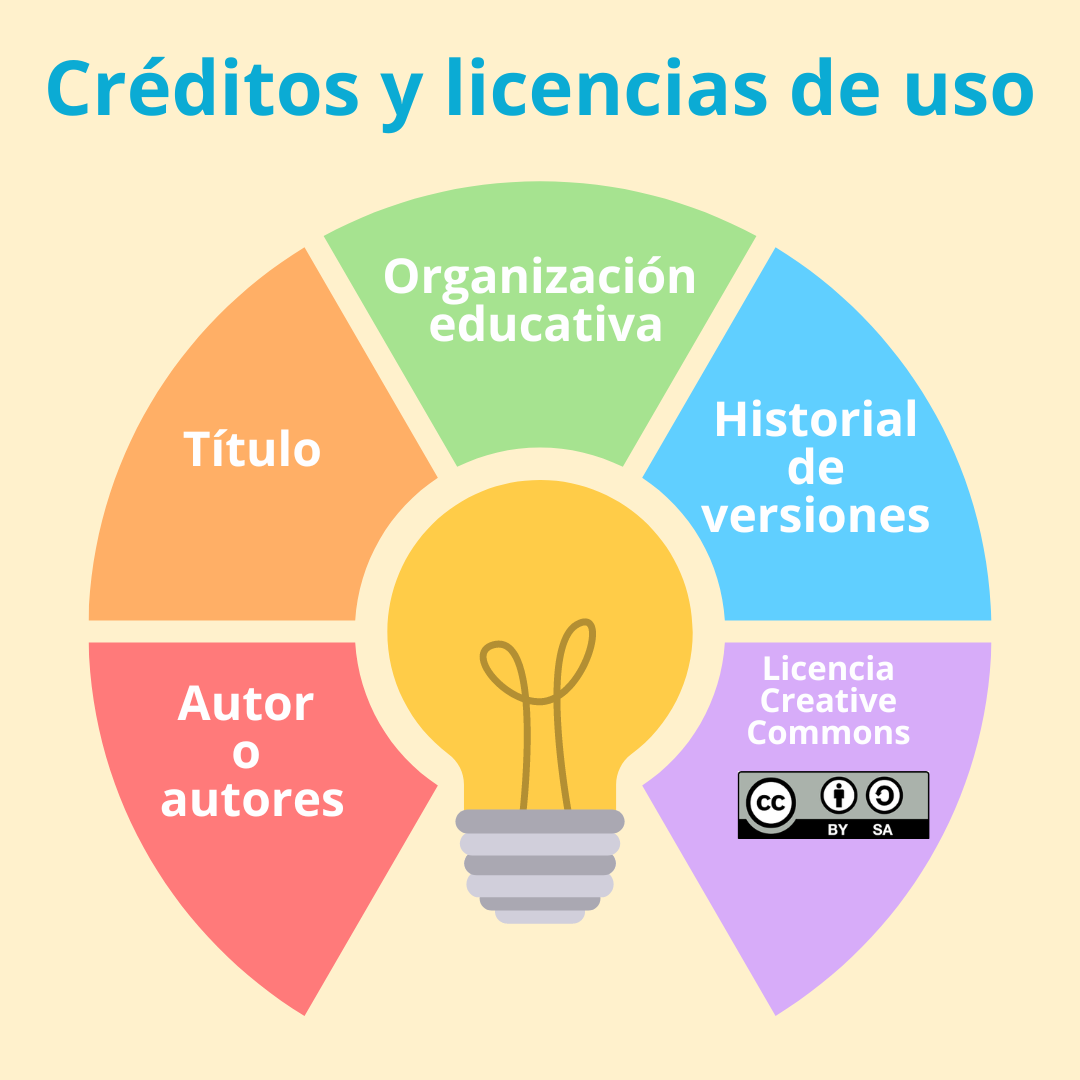 Créditos y licencias de uso
Organización
educativa
Título
Historial
de
versiones
Autor
o
autores
Licencia
Creative
Commons
cc
BY SA